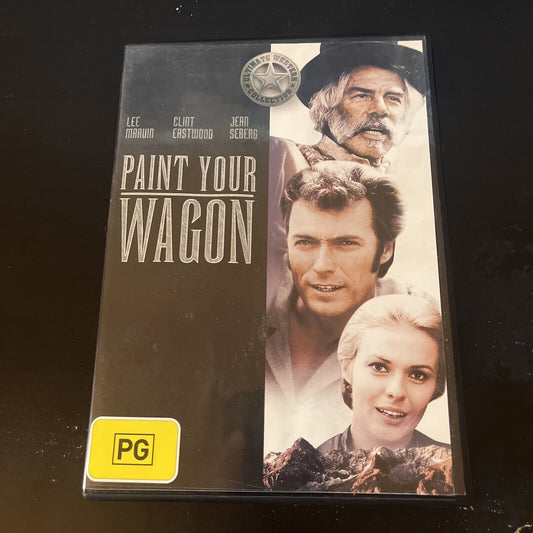 ULTIMATE WESTERN
COLLECTION
LEE CLINT JEAN
MARVIN EASTWOOD SEBERG
PAINT YOUR
WAGON
PG